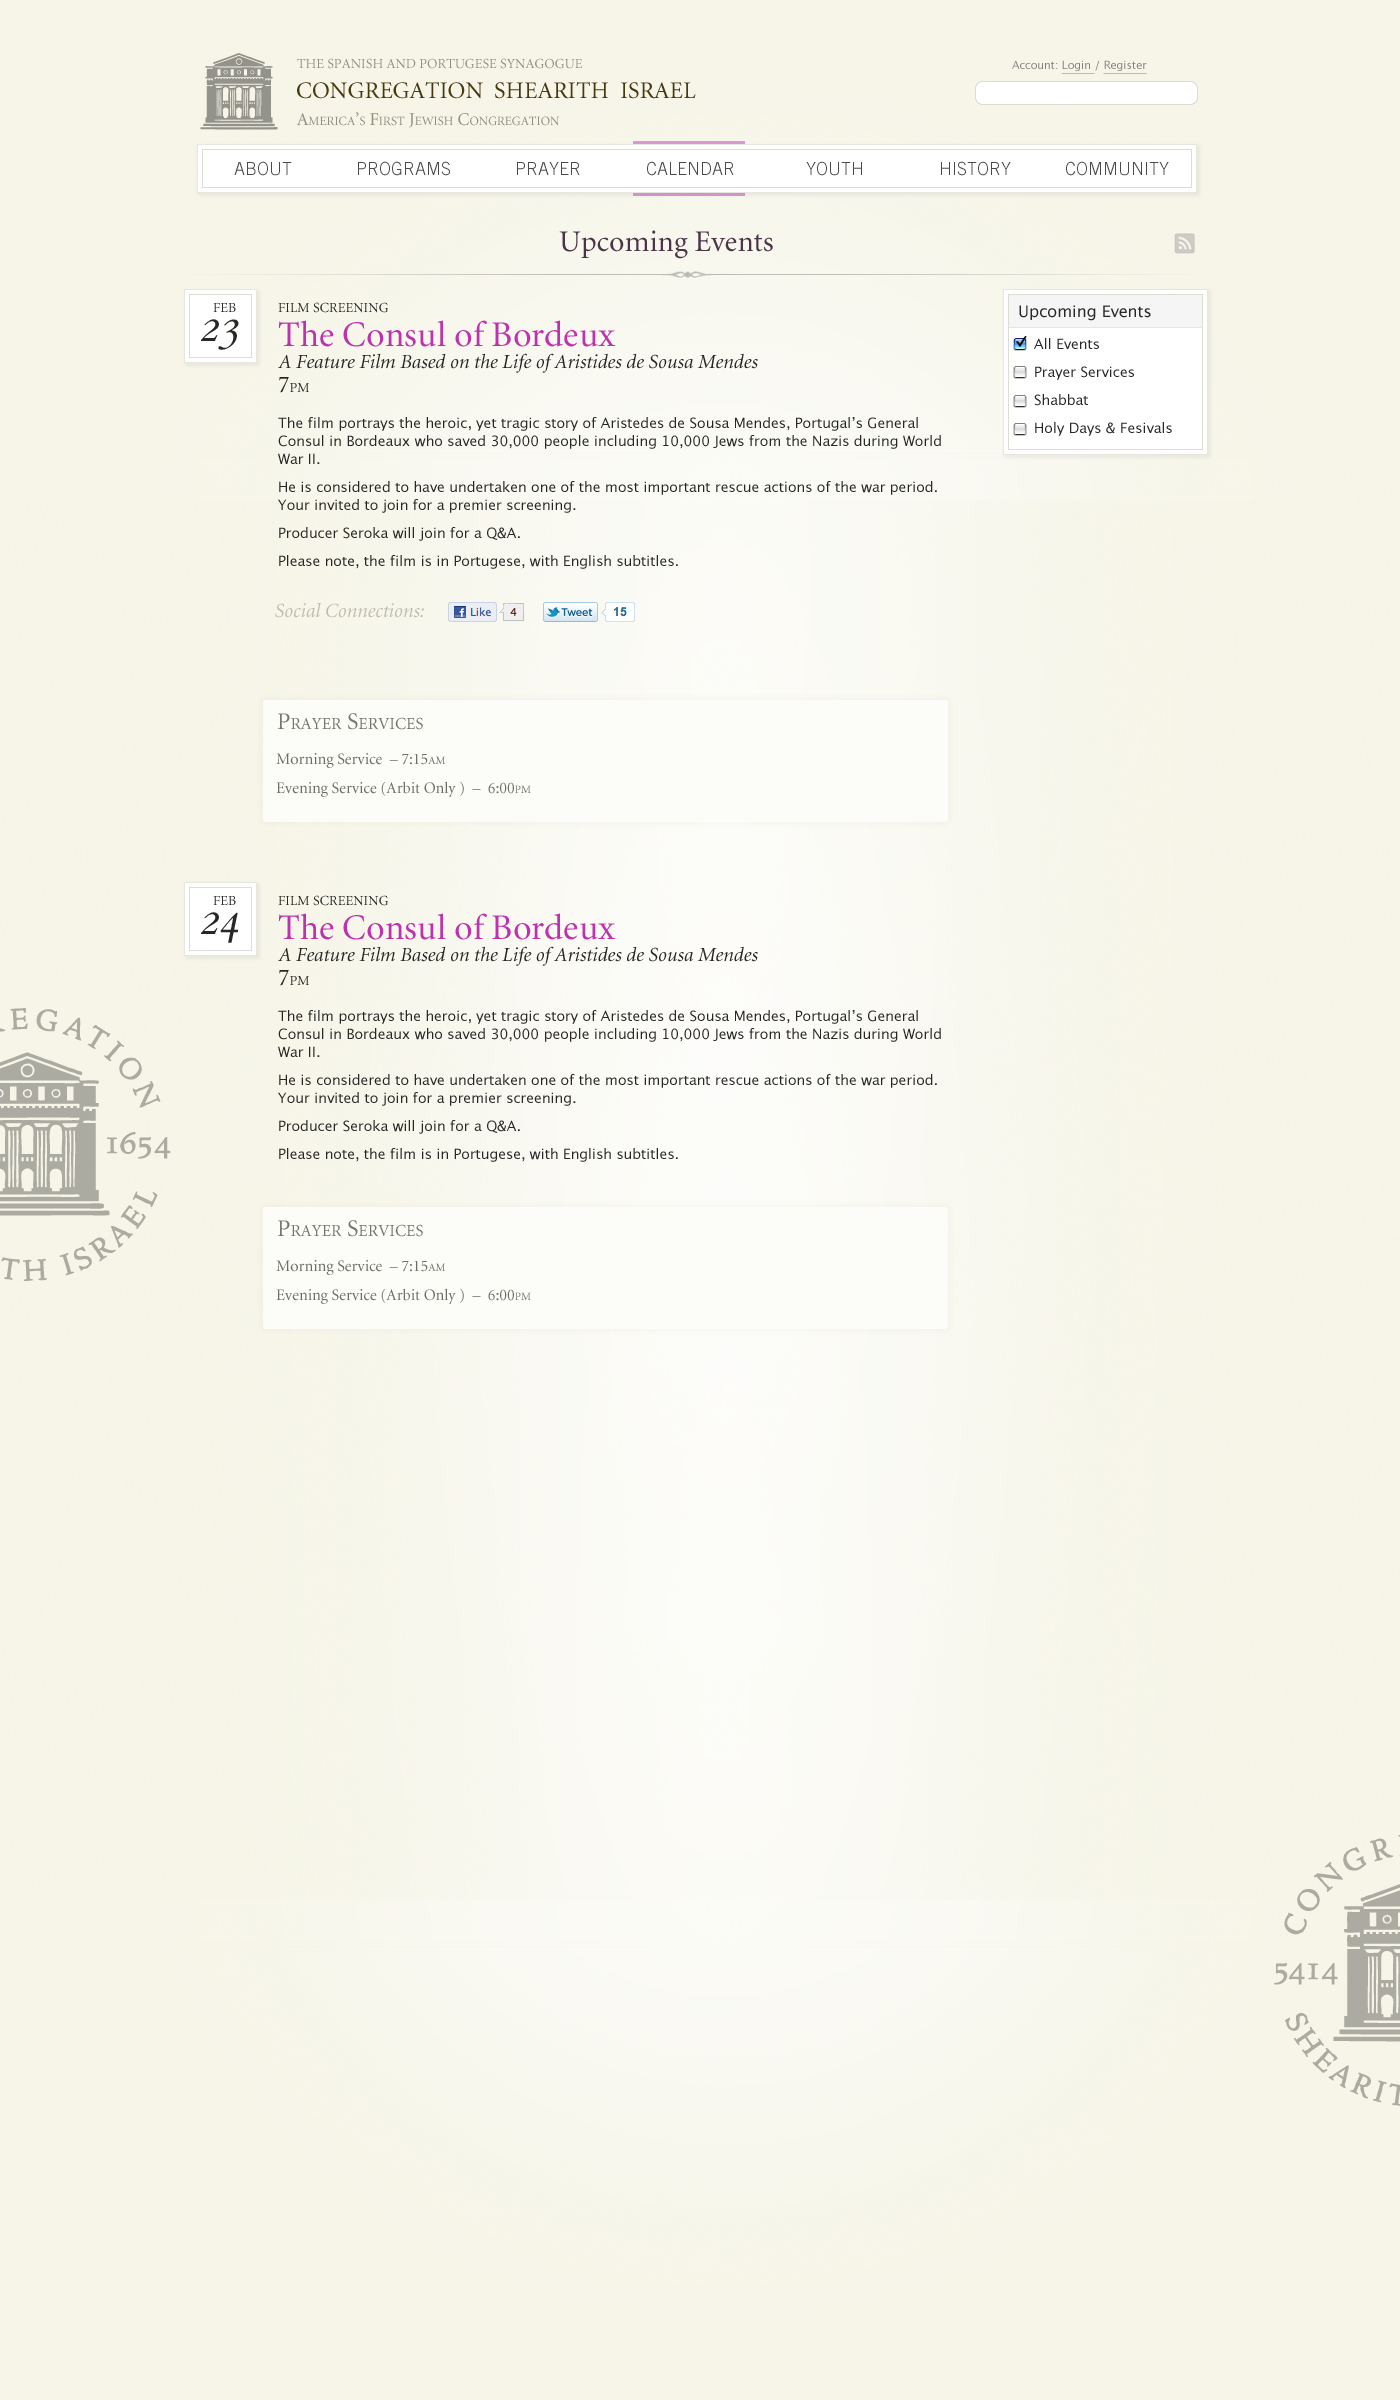 THE SPANISH AND PORTUGESE SYNAGOGUE
CONGREGATION SHEARITH ISRAEL
America's First Jewish Congregation
Account: Login / Register
ABOUT PROGRAMS PRAYER CALENDAR YOUTH HISTORY COMMUNITY
Upcoming Events
FEB
23
FILM SCREENING
The Consul of Bordeux
A Feature Film Based on the Life of Aristides de Sousa Mendes
7PM
The film portrays the heroic, yet tragic story of Aristedes de Sousa Mendes, Portugal's General
Consul in Bordeaux who saved 30,000 people including 10,000 Jews from the Nazis during World
War II.
He is considered to have undertaken one of the most important rescue actions of the war period.
Your invited to join for a premier screening.
Producer Seroka will join for a Q&A.
Please note, the film is in Portugese, with English subtitles.
Social Connections: Like 4 Tweet 15
Upcoming Events
All Events
Prayer Services
Shabbat
Holy Days & Fesivals
Prayer Services
Morning Service – 7:15AM
Evening Service (Arbit Only ) – 6:00PM
FEB
24
FILM SCREENING
The Consul of Bordeux
A Feature Film Based on the Life of Aristides de Sousa Mendes
7PM
The film portrays the heroic, yet tragic story of Aristedes de Sousa Mendes, Portugal's General
Consul in Bordeaux who saved 30,000 people including 10,000 Jews from the Nazis during World
War II.
He is considered to have undertaken one of the most important rescue actions of the war period.
Your invited to join for a premier screening.
Producer Seroka will join for a Q&A.
Please note, the film is in Portugese, with English subtitles.
Prayer Services
Morning Service – 7:15AM
Evening Service (Arbit Only ) – 6:00PM
REGATION
1654
TH ISRAEL
CONGR
5414
SHEARIT